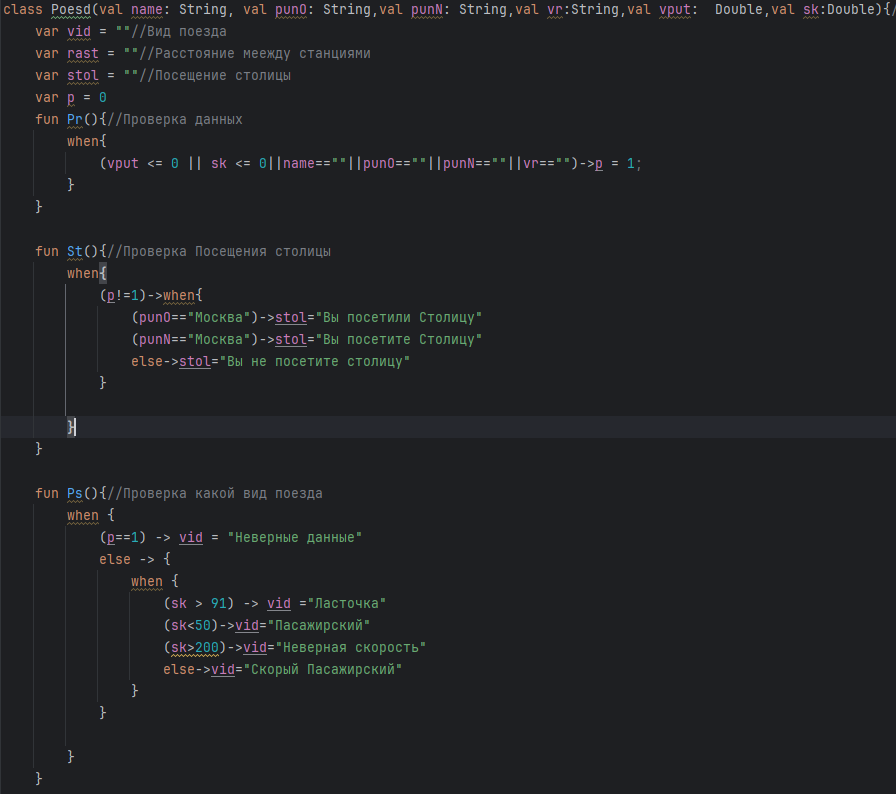 class Poesd(val name: String, val punO: String,val punN: String,val vr:String,val vput:  Double,val sk:Double){/
    var vid = ""//Вид поезда
    var rast = ""//Расстояние меежду станциями
    var stol = ""//Посещение столицы
    var p = 0
    fun Pr(){//Проверка данных
        when{
            (vput <= 0 || sk <= 0||name==""||punO==""||punN==""||vr=="")->p = 1;
        }
    }

    fun St(){//Проверка Посещения столицы
        when{
            (p!=1)->when{
                (punO=="Москва")->stol="Вы посетили Столицу"
                (punN=="Москва")->stol="Вы посетите Столицу"
                else->stol="Вы не посетите столицу"
            }

        }
    }

    fun Ps(){//Проверка какой вид поезда
        when {
            (p==1) -> vid = "Неверные данные"
            else -> {
                when {
                    (sk > 91) -> vid ="Ласточка"
                    (sk<50)->vid="Пасажирский"
                    (sk>200)->vid="Неверная скорость"
                    else->vid="Скорый Пасажирский"
                }
            }

        }
    }